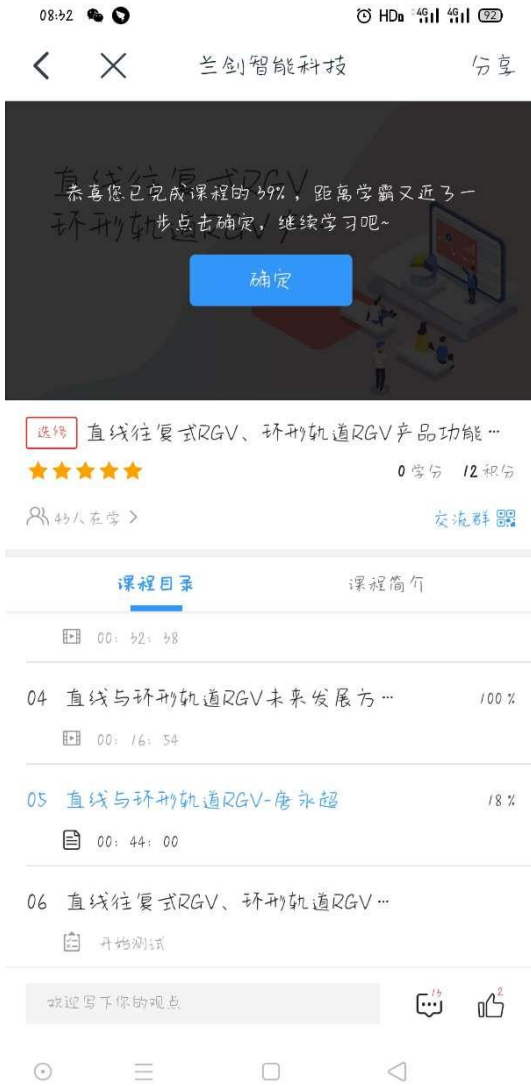 08:32
HD 4G 4G 92
兰剑智能科技
分享
直线往复式RGV
环形轨道RGV
恭喜您已完成课程的39%，距离学霸又近了一
步点击确定，继续学习吧~
确定
选修 直线往复式RGV、环形轨道RGV产品功能…
0学分 12积分
43人在学 >
交流群
课程目录
课程简介
00: 32: 38
04 直线与环形轨道RGV未来发展方… 100%
00: 16: 54
05 直线与环形轨道RGV-唐永超 18%
00: 44: 00
06 直线往复式RGV、环形轨道RGV…
开始测试
欢迎写下你的观点
13
2